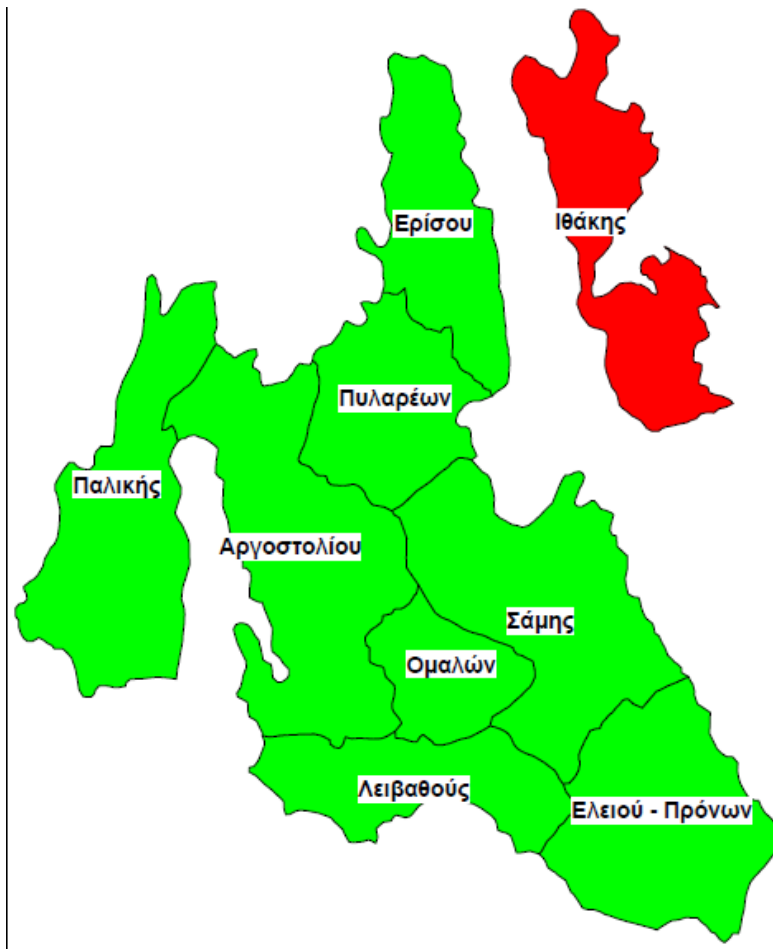 Ερίσου
Ιθάκης
Πυλαρέων
Παλικής
Αργοστολίου
Σάμης
Ομαλών
Λειβαθούς
Ελειού - Πρόνων